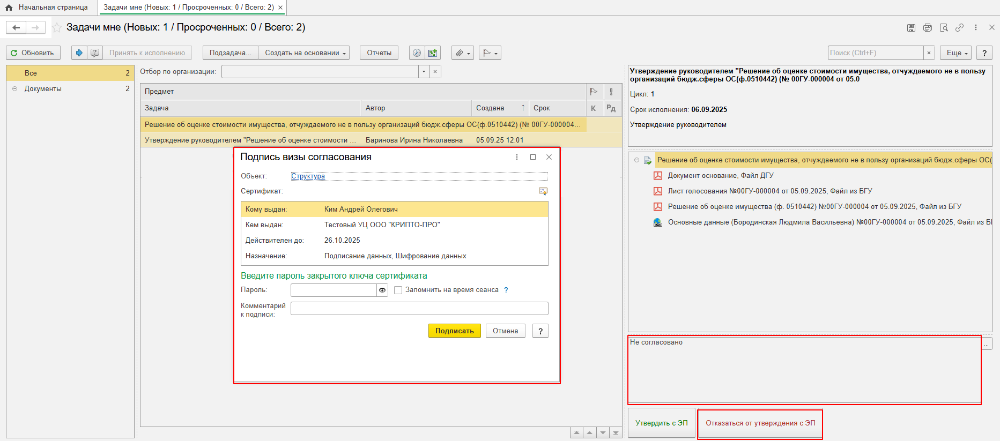 Начальная страница
Задачи мне (Новых: 1 / Просроченных: 0 / Всего: 2) ×
Задачи мне (Новых: 1 / Просроченных: 0 / Всего: 2)
Обновить
Принять к исполнению
Подзадача...
Создать на основании
Отчеты
Поиск (Ctrl+F)
×
Еще
?
Все 2
Документы 2
Отбор по организации:
×
Предмет
Задача
Автор
Создана ↑
Срок
К
Рд
Решение об оценке стоимости имущества, отчуждаемого не в пользу организаций бюдж.сферы ОС(ф.0510442) (№ 00ГУ-000004...
Утверждение руководителем "Решение об оценке стоимости ...
Баринова Ирина Николаевна
05.09.25 12:01
Подпись визы согласования
Объект: Структура
Сертификат:
Кому выдан: Ким Андрей Олегович
Кем выдан: Тестовый УЦ ООО "КРИПТО-ПРО"
Действителен до: 26.10.2025
Назначение: Подписание данных, Шифрование данных
Введите пароль закрытого ключа сертификата
Пароль:
Запомнить на время сеанса ?
Комментарий
к подписи:
Подписать
Отмена
?
Утверждение руководителем "Решение об оценке стоимости имущества, отчуждаемого не в пользу
организаций бюдж.сферы ОС(ф.0510442) (№ 00ГУ-000004 от 05.0
Цикл: 1
Срок исполнения: 06.09.2025
Утверждение руководителем
Решение об оценке стоимости имущества, отчуждаемого не в пользу организаций бюдж.сферы ОС(
Документ основание, Файл ДГУ
Лист голосования №00ГУ-000004 от 05.09.2025, Файл из БГУ
Решение об оценке имущества (ф. 0510442) №00ГУ-000004 от 05.09.2025, Файл из БГУ
Основные данные (Бородинская Людмила Васильевна) №00ГУ-000004 от 05.09.2025, Файл из БГ
Не согласовано
...
Утвердить с ЭП
Отказаться от утверждения с ЭП